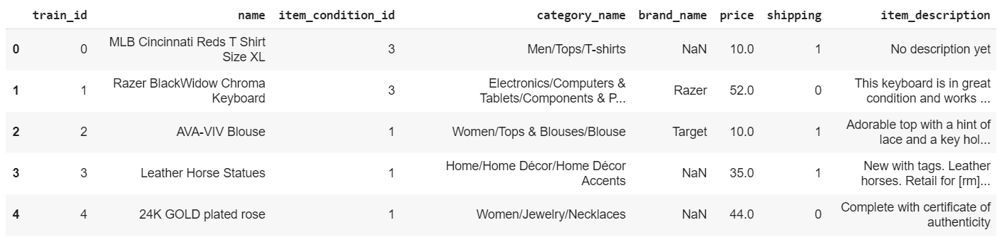 train_id name item_condition_id category_name brand_name price shipping item_description
0 0 MLB Cincinnati Reds T Shirt Size XL 3 Men/Tops/T-shirts NaN 10.0 1 No description yet
1 1 Razer BlackWidow Chroma Keyboard 3 Electronics/Computers & Tablets/Components & P... Razer 52.0 0 This keyboard is in great condition and works ...
2 2 AVA-VIV Blouse 1 Women/Tops & Blouses/Blouse Target 10.0 1 Adorable top with a hint of lace and a key hol...
3 3 Leather Horse Statues 1 Home/Home Décor/Home Décor Accents NaN 35.0 1 New with tags. Leather horses. Retail for [rm]...
4 4 24K GOLD plated rose 1 Women/Jewelry/Necklaces NaN 44.0 0 Complete with certificate of authenticity